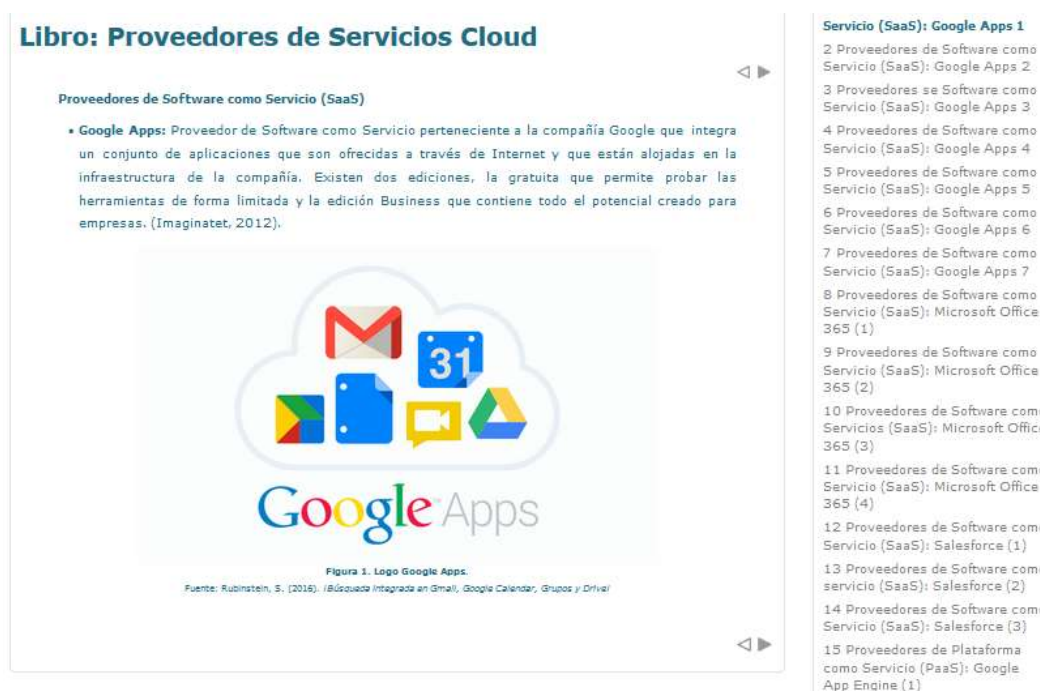 Libro: Proveedores de Servicios Cloud
Proveedores de Software como Servicio (SaaS)
• Google Apps: Proveedor de Software como Servicio perteneciente a la compañía Google que integra
un conjunto de aplicaciones que son ofrecidas a través de Internet y que están alojadas en la
infraestructura de la compañía. Existen dos ediciones, la gratuita que permite probar las
herramientas de forma limitada y la edición Business que contiene todo el potencial creado para
empresas. (Imaginatet, 2012).
31
Google Apps
Figura 1. Logo Google Apps.
Fuente: Rubinstein, S. (2016). ¡Búsqueda integrada en Gmail, Google Calendar, Grupos y Drive!
Servicio (SaaS): Google Apps 1
2 Proveedores de Software como
Servicio (SaaS): Google Apps 2
3 Proveedores se Software como
Servicio (SaaS): Google Apps 3
4 Proveedores de Software como
Servicio (SaaS): Google Apps 4
5 Proveedores de Software como
Servicio (SaaS): Google Apps 5
6 Proveedores de Software como
Servicio (SaaS): Google Apps 6
7 Proveedores de Software como
Servicio (SaaS): Google Apps 7
8 Proveedores de Software como
Servicio (SaaS): Microsoft Office
365 (1)
9 Proveedores de Software como
Servicio (SaaS): Microsoft Office
365 (2)
10 Proveedores de Software como
Servicios (SaaS): Microsoft Office
365 (3)
11 Proveedores de Software como
Servicio (SaaS): Microsoft Office
365 (4)
12 Proveedores de Software como
Servicio (SaaS): Salesforce (1)
13 Proveedores de Software como
servicio (SaaS): Salesforce (2)
14 Proveedores de Software como
Servicio (SaaS): Salesforce (3)
15 Proveedores de Plataforma
como Servicio (PaaS): Google
App Engine (1)